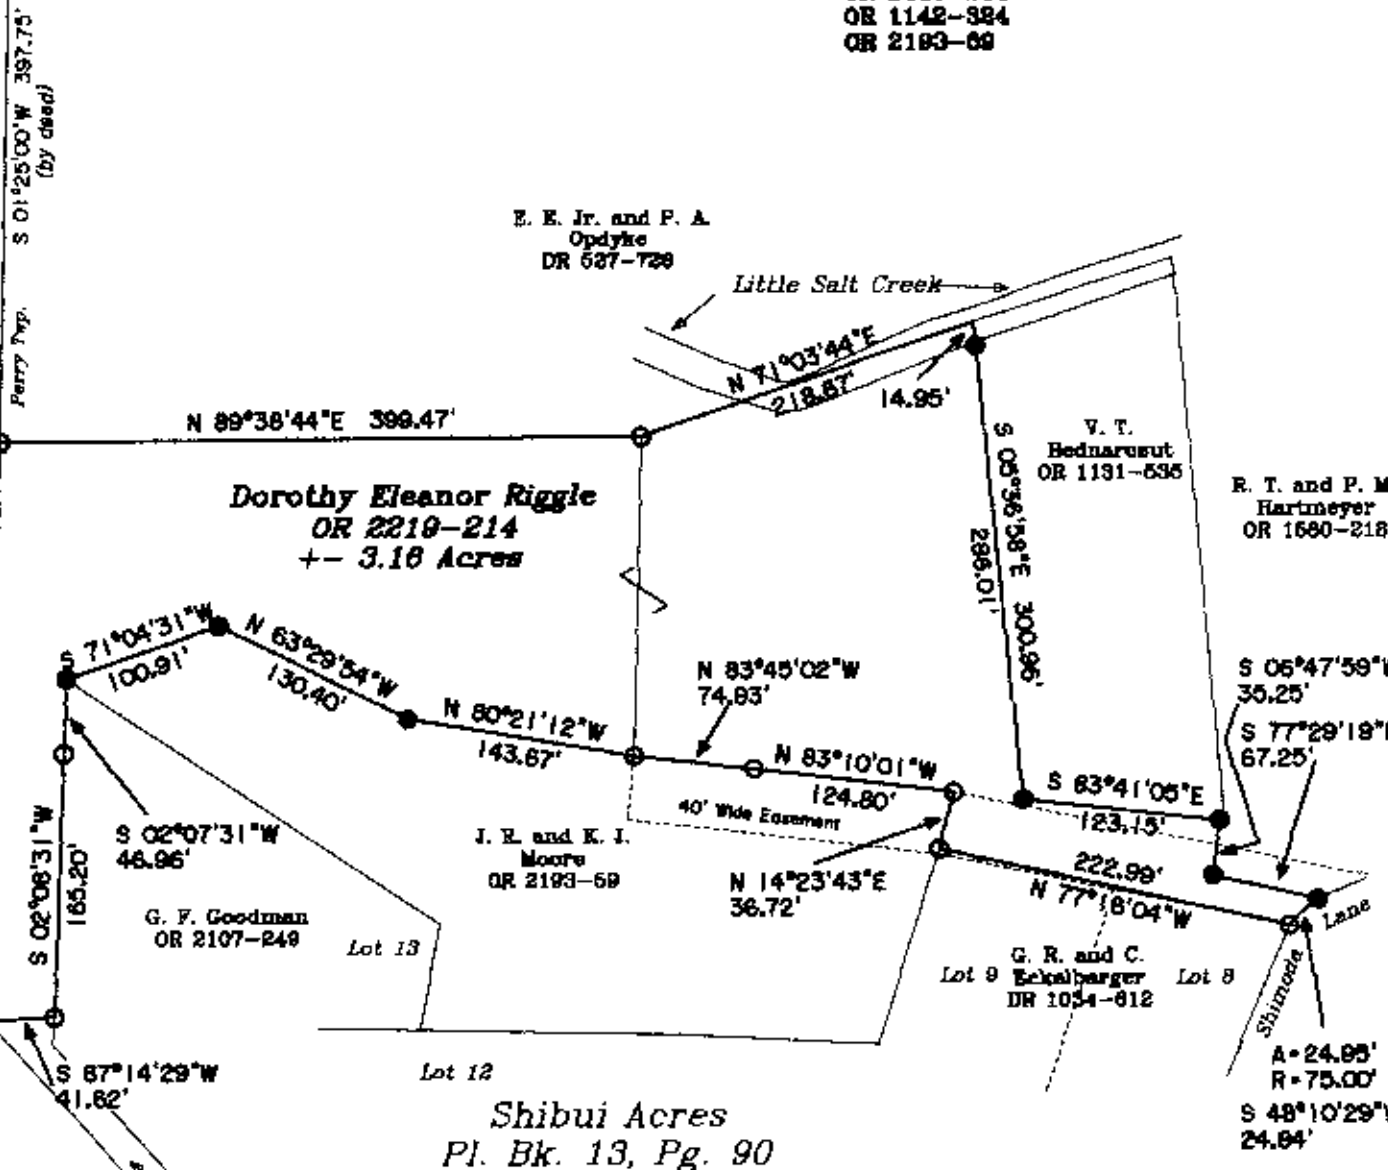 OR 1142-324
OR 2193-69
S 01°25'00"W 397.75'
(by deed)
Perry Twp.
E. E. Jr. and P. A.
Opdyke
DR 527-728
Little Salt Creek
N 71°03'44"E
218.67'
14.95'
N 89°38'44"E 399.47'
Dorothy Eleanor Riggle
OR 2219-214
+- 3.16 Acres
V. T.
Bednarosut
OR 1131-535
S 05°56'58"E 300.96'
286.01'
R. T. and P. M
Hartmeyer
OR 1560-218
S 71°04'31"W
100.91'
N 63°29'54"W
130.40'
N 80°21'12"W
143.67'
N 83°45'02"W
74.83'
N 83°10'01"W
124.80'
40' Wide Easement
S 06°47'59"W
35.25'
S 77°29'19"
67.25'
S 83°41'05"E
123.15'
S 02°07'31"W
46.96'
S 02°06'31"W
165.20'
J. R. and K. J.
Moore
OR 2193-59
N 14°23'43"E
36.72'
222.99'
N 77°18'04"W
G. F. Goodman
OR 2107-249
Lot 13
Lot 9
G. R. and C.
Eckelbarger
DR 1034-612
Lot 8
Shimoda Lane
A=24.95'
R=75.00'
S 48°10'29"W
24.84'
S 87°14'29"W
41.62'
Lot 12
Shibui Acres
Pl. Bk. 13, Pg. 90